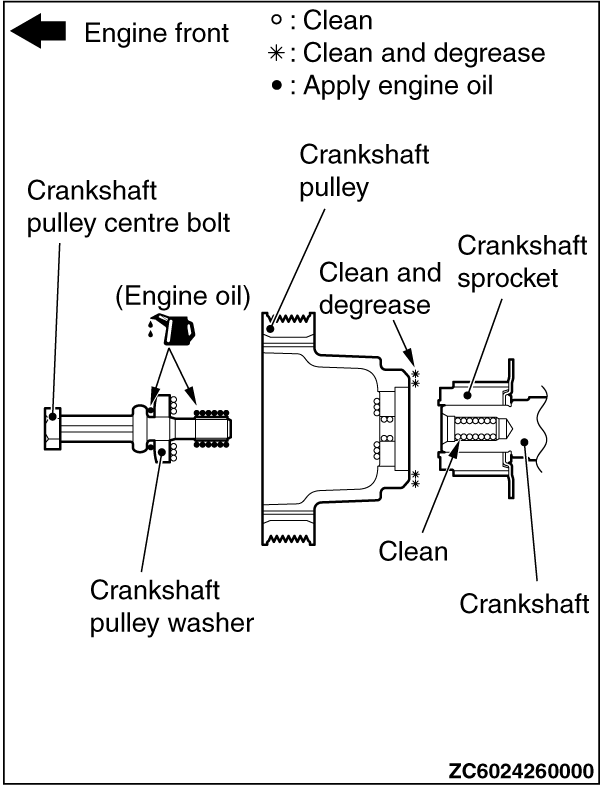 Engine front
○ : Clean
✳ : Clean and degrease
● : Apply engine oil
Crankshaft
pulley
Crankshaft
pulley centre bolt
Crankshaft
sprocket
Clean and
degrease
(Engine oil)
Clean
Crankshaft
pulley washer
Crankshaft
ZC6024260000